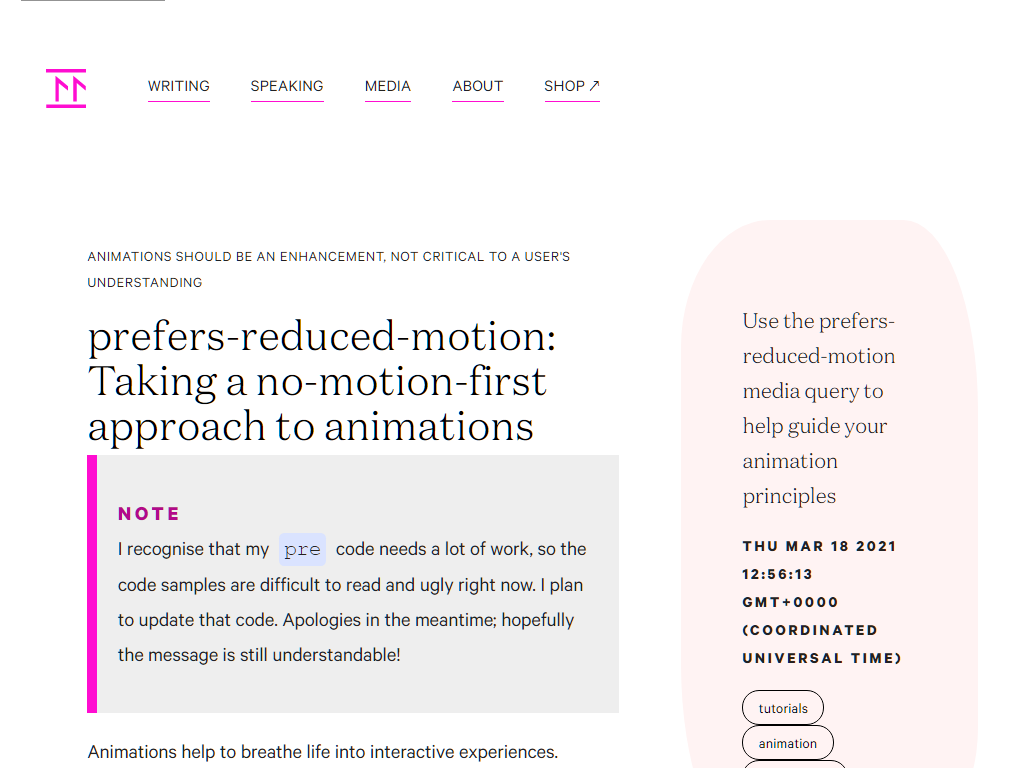 WRITING SPEAKING MEDIA ABOUT SHOP ↗
ANIMATIONS SHOULD BE AN ENHANCEMENT, NOT CRITICAL TO A USER'S
UNDERSTANDING
prefers-reduced-motion:
Taking a no-motion-first
approach to animations
NOTE
I recognise that my pre code needs a lot of work, so the
code samples are difficult to read and ugly right now. I plan
to update that code. Apologies in the meantime; hopefully
the message is still understandable!
Animations help to breathe life into interactive experiences.
Use the prefers-
reduced-motion
media query to
help guide your
animation
principles
THU MAR 18 2021
12:56:13
GMT+0000
(COORDINATED
UNIVERSAL TIME)
tutorials
animation